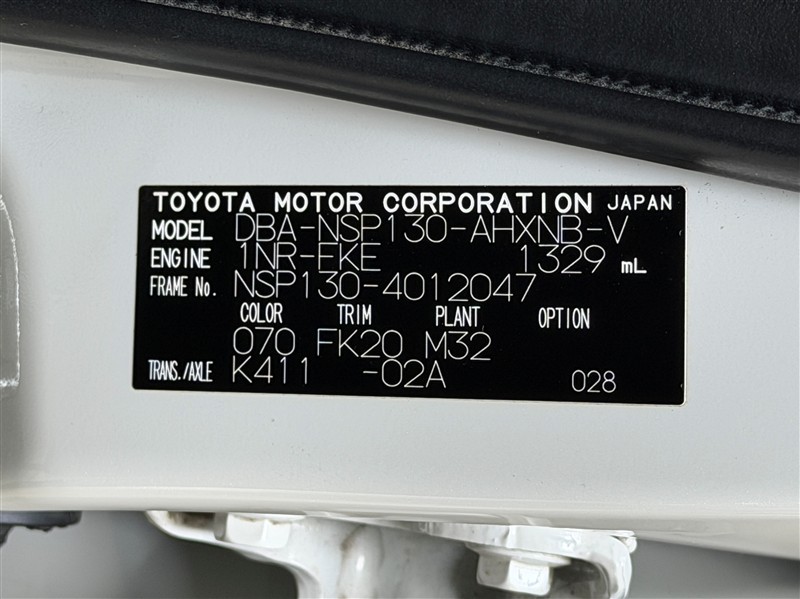 TOYOTA MOTOR CORPORATION JAPAN
MODEL DBA-NSP130-AHXNB-V
ENGINE 1NR-FKE 1329 mL
FRAME No. NSP130-4012047
COLOR TRIM PLANT OPTION
070 FK20 M32
TRANS./AXLE K411 -02A 028